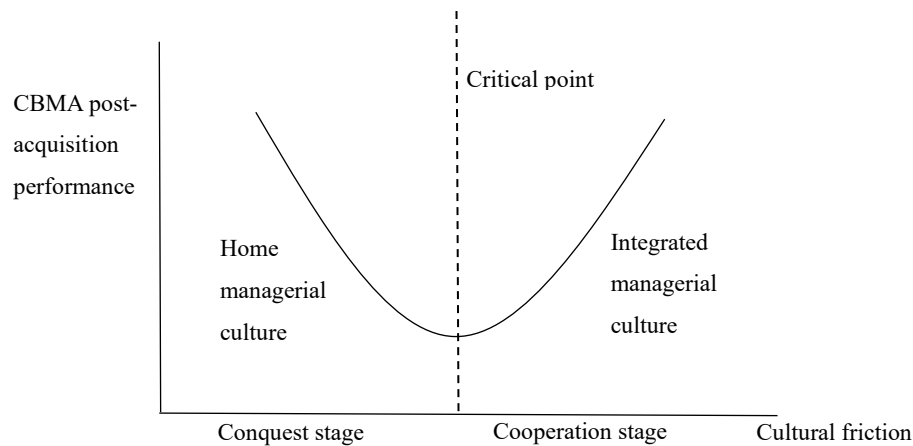 Critical point
CBMA post-
acquisition
performance
Home
managerial
culture
Integrated
managerial
culture
Conquest stage
Cooperation stage
Cultural friction